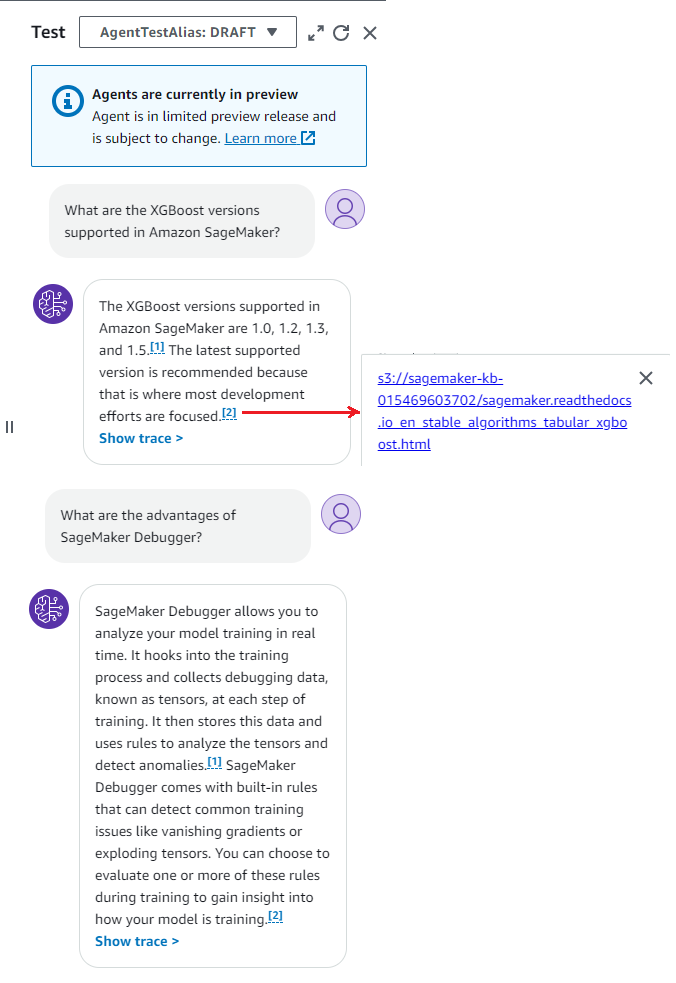 Test
AgentTestAlias: DRAFT
Agents are currently in preview
Agent is in limited preview release and
is subject to change. Learn more
What are the XGBoost versions
supported in Amazon SageMaker?
The XGBoost versions supported in
Amazon SageMaker are 1.0, 1.2, 1.3,
and 1.5.[1] The latest supported
version is recommended because
that is where most development
efforts are focused.[2]
Show trace >
s3://sagemaker-kb-
015469603702/sagemaker.readthedocs
.io_en_stable_algorithms_tabular_xgbo
ost.html
What are the advantages of
SageMaker Debugger?
SageMaker Debugger allows you to
analyze your model training in real
time. It hooks into the training
process and collects debugging data,
known as tensors, at each step of
training. It then stores this data and
uses rules to analyze the tensors and
detect anomalies.[1] SageMaker
Debugger comes with built-in rules
that can detect common training
issues like vanishing gradients or
exploding tensors. You can choose to
evaluate one or more of these rules
during training to gain insight into
how your model is training.[2]
Show trace >